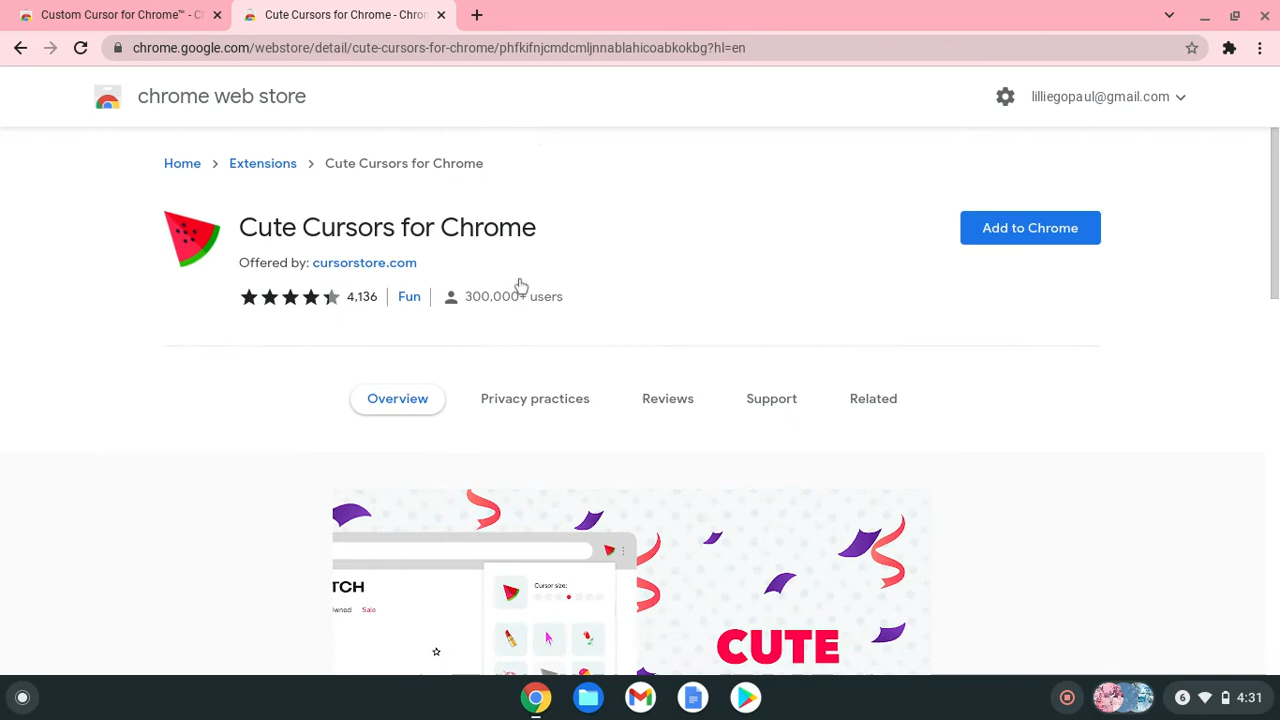 Custom Cursor for Chrome™ - C
Cute Cursors for Chrome - Chron
chrome.google.com/webstore/detail/cute-cursors-for-chrome/phfkifnjcmdcmljnnablahicoabkokbg?hl=en
chrome web store
lilliegopaul@gmail.com
Home > Extensions > Cute Cursors for Chrome
Cute Cursors for Chrome
Add to Chrome
Offered by: cursorstore.com
4,136 Fun 300,000+ users
Overview Privacy practices Reviews Support Related
TCH
Cursor size:
owned Sale
CUTE
6 4:31